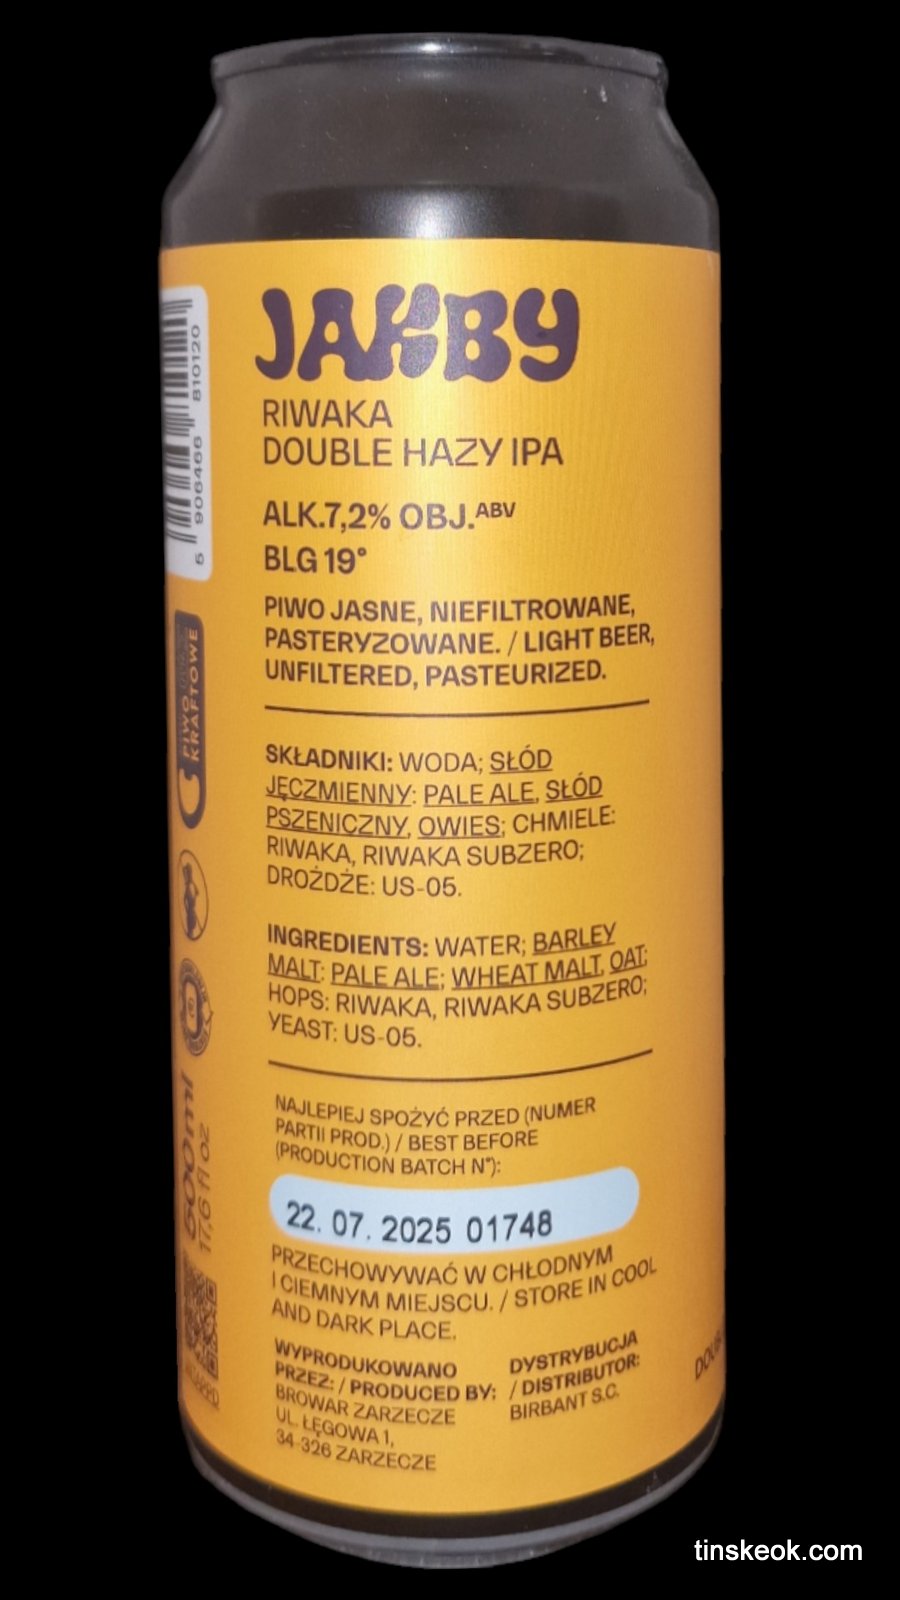 JAKBY
RIWAKA
DOUBLE HAZY IPA
ALK.7,2% OBJ.ABV
BLG 19°
PIWO JASNE, NIEFILTROWANE,
PASTERYZOWANE. / LIGHT BEER,
UNFILTERED, PASTEURIZED.
SKŁADNIKI: WODA; SŁÓD
JĘCZMIENNY: PALE ALE, SŁÓD
PSZENICZNY, OWIES; CHMIELE:
RIWAKA, RIWAKA SUBZERO;
DROŻDŻE: US-05.
INGREDIENTS: WATER; BARLEY
MALT: PALE ALE; WHEAT MALT, OAT;
HOPS: RIWAKA, RIWAKA SUBZERO;
YEAST: US-05.
NAJLEPIEJ SPOŻYĆ PRZED (NUMER
PARTII PROD.) / BEST BEFORE
(PRODUCTION BATCH N°):
22. 07. 2025 01748
PRZECHOWYWAĆ W CHŁODNYM
I CIEMNYM MIEJSCU. / STORE IN COOL
AND DARK PLACE.
WYPRODUKOWANO
PRZEZ: / PRODUCED BY:
BROWAR ZARZECZE
UL. ŁĘGOWA 1,
34-326 ZARZECZE
DYSTRYBUCJA
/ DISTRIBUTOR:
BIRBANT S.C.
5 906466 810120
PIWO
KRAFTOWE
500ml
17,6 fl oz
tinskeok.com